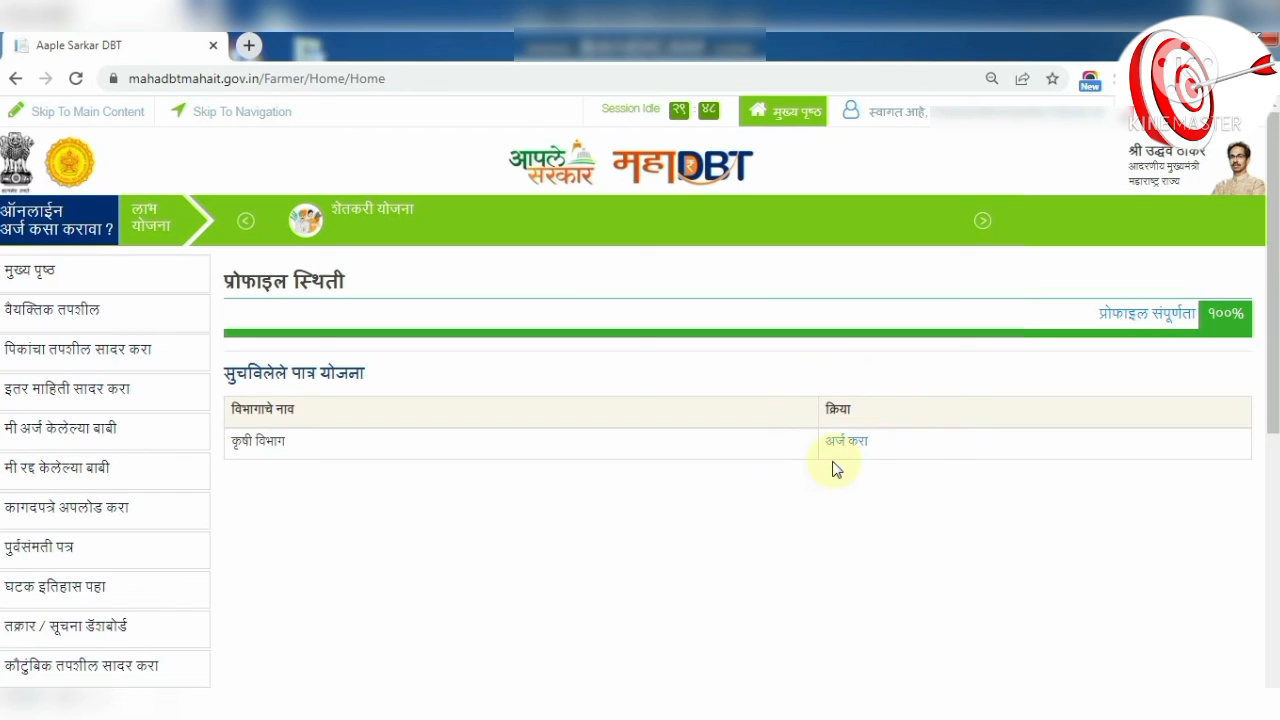 Aaple Sarkar DBT
mahadbtmahait.gov.in/Farmer/Home/Home
New
Skip To Main Content
Skip To Navigation
Session Idle २९ : ४८
मुख्य पृष्ठ
स्वागत आहे,
KINEMASTER
आपले सरकार
महाDBT
श्री उद्धव ठाकरे
आदरणीय मुख्यमंत्री
महाराष्ट्र राज्य
ऑनलाईन
अर्ज कसा करावा ?
लाभ
योजना
शेतकरी योजना
मुख्य पृष्ठ
वैयक्तिक तपशील
पिकांचा तपशील सादर करा
इतर माहिती सादर करा
मी अर्ज केलेल्या बाबी
मी रद्द केलेल्या बाबी
कागदपत्रे अपलोड करा
पुर्वसंमती पत्र
घटक इतिहास पहा
तक्रार / सूचना डॅशबोर्ड
कौटुंबिक तपशील सादर करा
प्रोफाइल स्थिती
प्रोफाइल संपूर्णता १००%
सुचविलेले पात्र योजना
विभागाचे नाव क्रिया
कृषी विभाग अर्ज करा